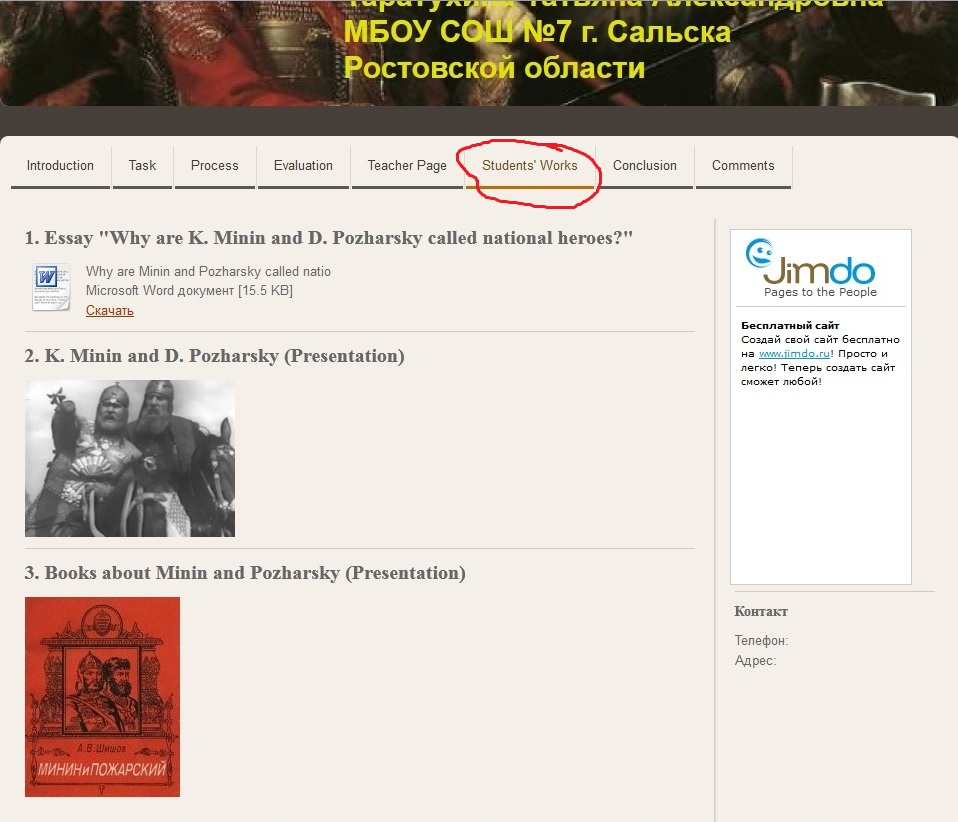 Таратухина Татьяна Александровна
МБОУ СОШ №7 г. Сальска
Ростовской области
Introduction
Task
Process
Evaluation
Teacher Page
Students' Works
Conclusion
Comments
1. Essay "Why are K. Minin and D. Pozharsky called national heroes?"
Why are Minin and Pozharsky called natio
Microsoft Word документ [15.5 KB]
Скачать
2. K. Minin and D. Pozharsky (Presentation)
3. Books about Minin and Pozharsky (Presentation)
А.В.Шишов
МИНИН и ПОЖАРСКИЙ
Jimdo
Pages to the People
Бесплатный сайт
Создай свой сайт бесплатно
на www.jimdo.ru! Просто и
легко! Теперь создать сайт
сможет любой!
Контакт
Телефон:
Адрес: